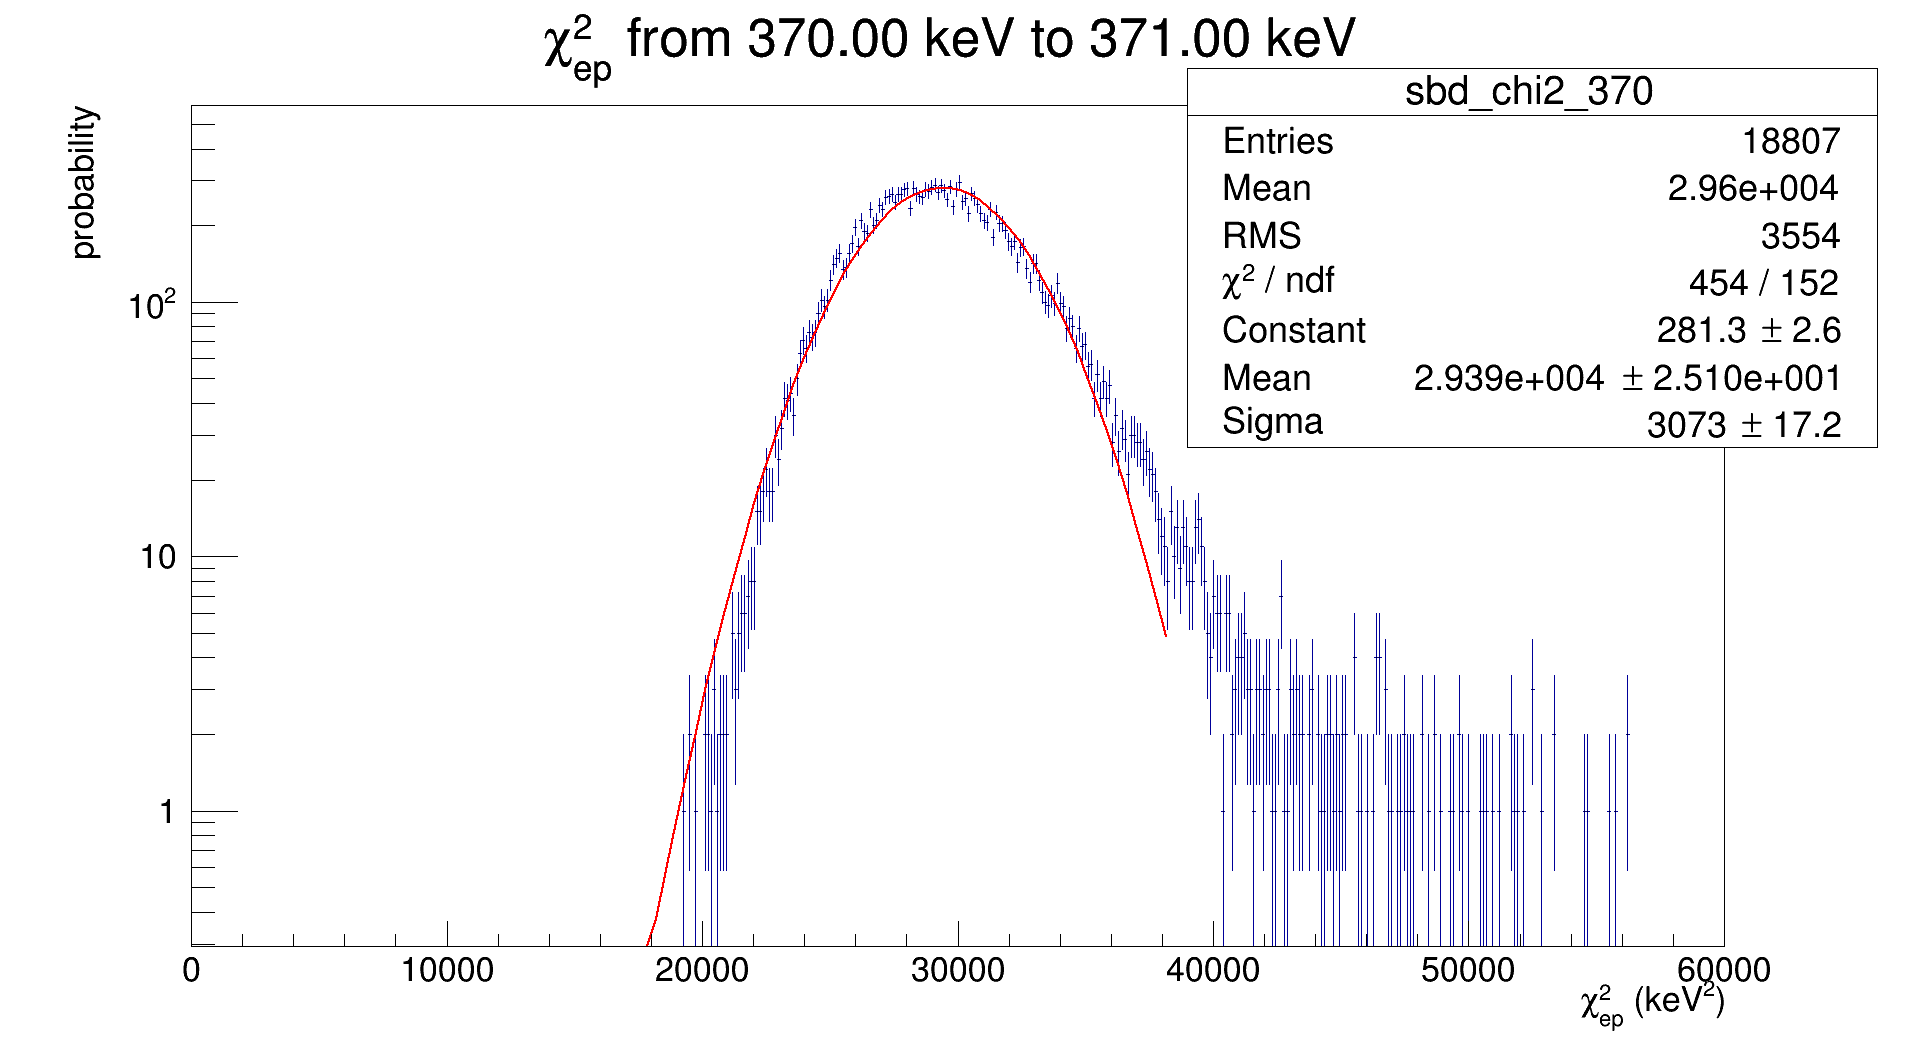 χ²ep from 370.00 keV to 371.00 keV
sbd_chi2_370
Entries 18807
Mean 2.96e+004
RMS 3554
χ² / ndf 454 / 152
Constant 281.3 ± 2.6
Mean 2.939e+004 ± 2.510e+001
Sigma 3073 ± 17.2
probability
10²
10
1
0 10000 20000 30000 40000 50000 60000
χ²ep (keV²)